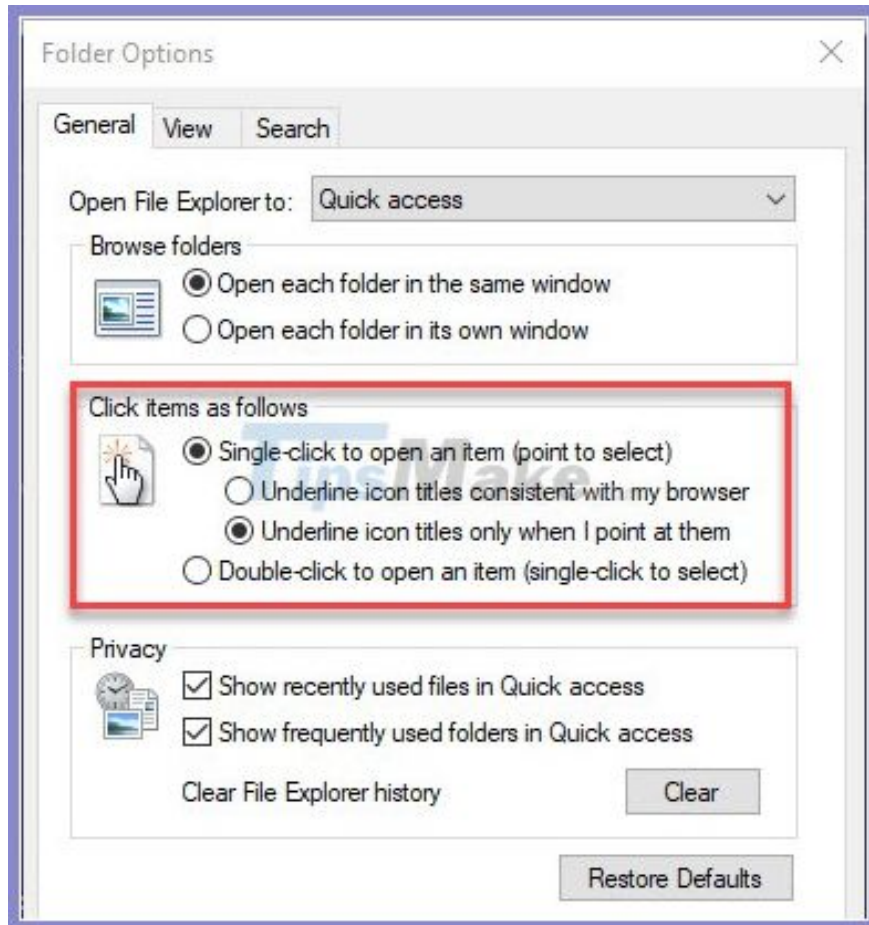 Folder Options
General View Search
Open File Explorer to: Quick access
Browse folders
Open each folder in the same window
Open each folder in its own window
Click items as follows
Single-click to open an item (point to select)
TipsMake
Underline icon titles consistent with my browser
Underline icon titles only when I point at them
Double-click to open an item (single-click to select)
Privacy
Show recently used files in Quick access
Show frequently used folders in Quick access
Clear File Explorer history Clear
Restore Defaults